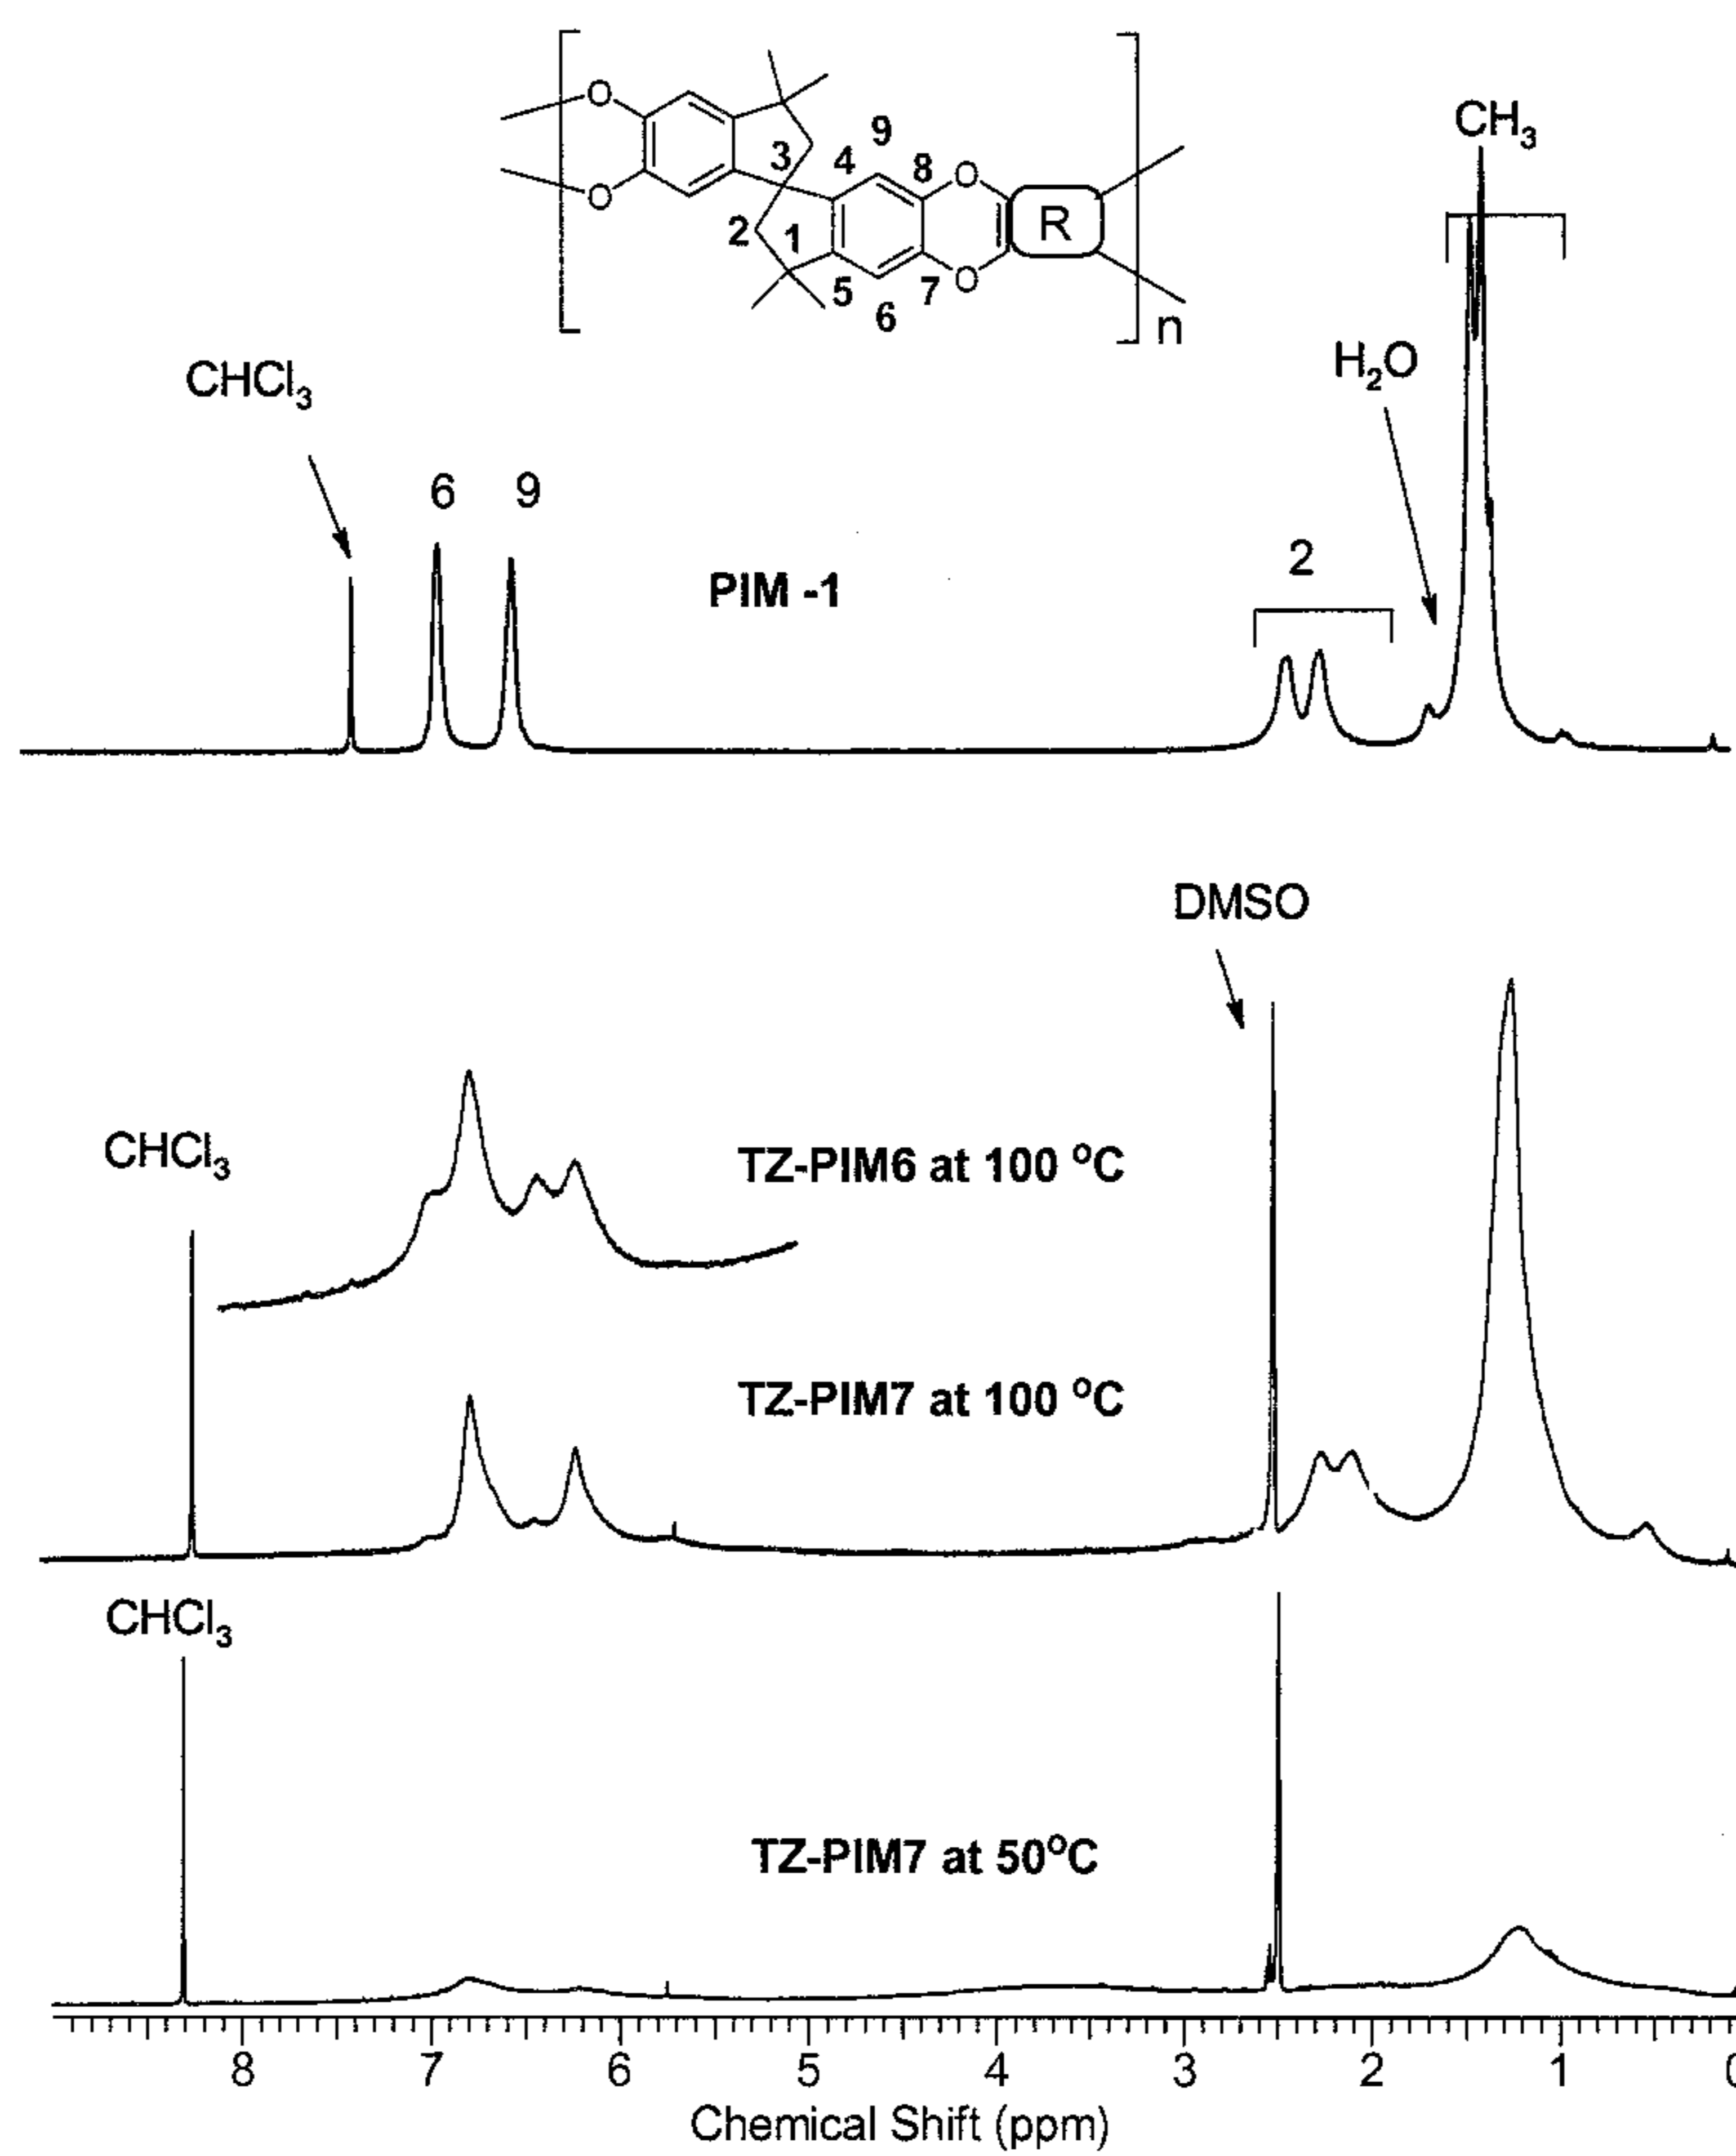 O
O
3
4
9
8
O
R
2
1
5
6
7
O
n
CH3
CHCl3
H2O
6
9
2
PIM -1
DMSO
CHCl3
TZ-PIM6 at 100 °C
TZ-PIM7 at 100 °C
CHCl3
TZ-PIM7 at 50°C
8 7 6 5 4 3 2 1
Chemical Shift (ppm)